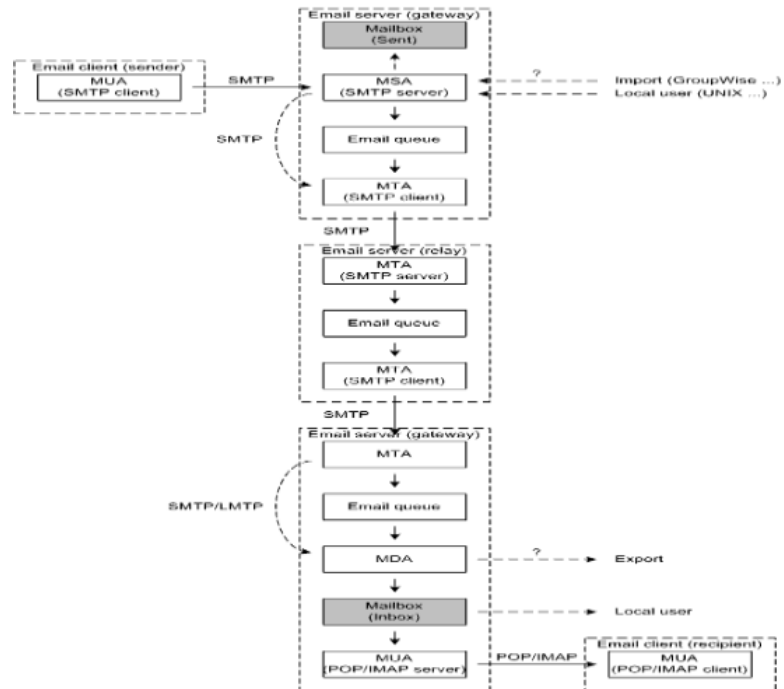 Email server (gateway)
Mailbox
(Sent)
Email client (sender)
MUA
(SMTP client)
SMTP
MSA
(SMTP server)
?
Import (GroupWise ...)
Local user (UNIX ...)
SMTP
Email queue
MTA
(SMTP client)
SMTP
Email server (relay)
MTA
(SMTP server)
Email queue
MTA
(SMTP client)
SMTP
Email server (gateway)
MTA
SMTP/LMTP
Email queue
MDA
?
Export
Mailbox
(Inbox)
Local user
MUA
(POP/IMAP server)
POP/IMAP
Email client (recipient)
MUA
(POP/IMAP client)